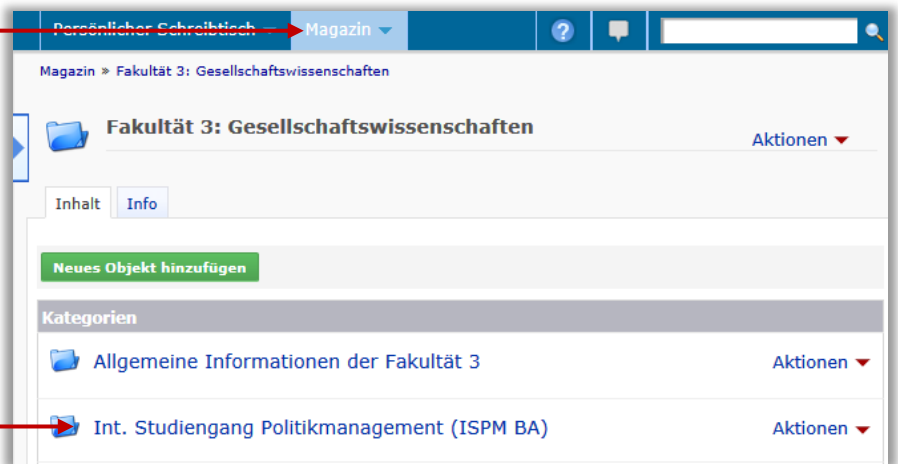 Persönlicher Schreibtisch Magazin
Magazin » Fakultät 3: Gesellschaftswissenschaften
Fakultät 3: Gesellschaftswissenschaften
Aktionen
Inhalt Info
Neues Objekt hinzufügen
Kategorien
Allgemeine Informationen der Fakultät 3 Aktionen
Int. Studiengang Politikmanagement (ISPM BA) Aktionen